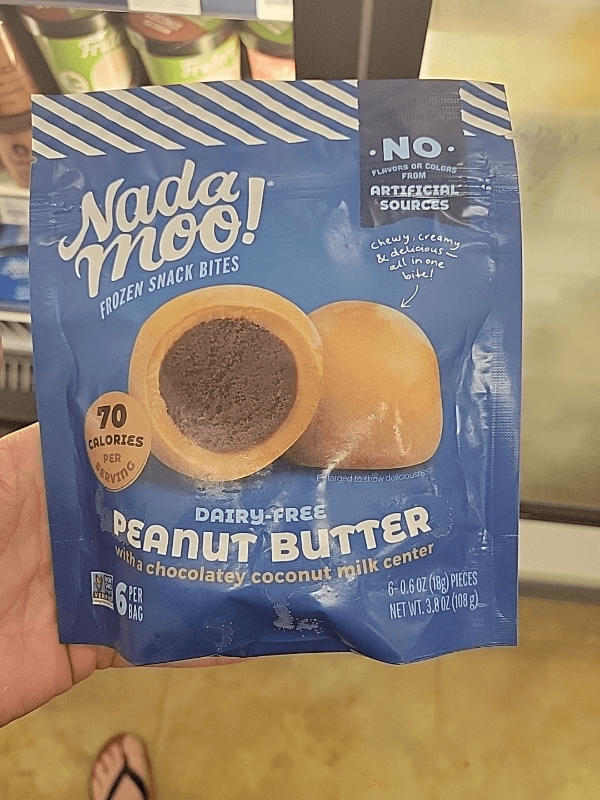 Nada
moo!®
FROZEN SNACK BITES
• NO •
FLAVORS OR COLORS
FROM
ARTIFICIAL
SOURCES
chewy, creamy
& delicious —
all in one
bite!
70
CALORIES
PER
SERVING
Enlarged to show deliciousness
DAIRY-FREE
PEANUT BUTTER
with a chocolatey coconut milk center
6 PER
BAG
6- 0.6 OZ (18g) PIECES
NET WT. 3.8 OZ (108 g)